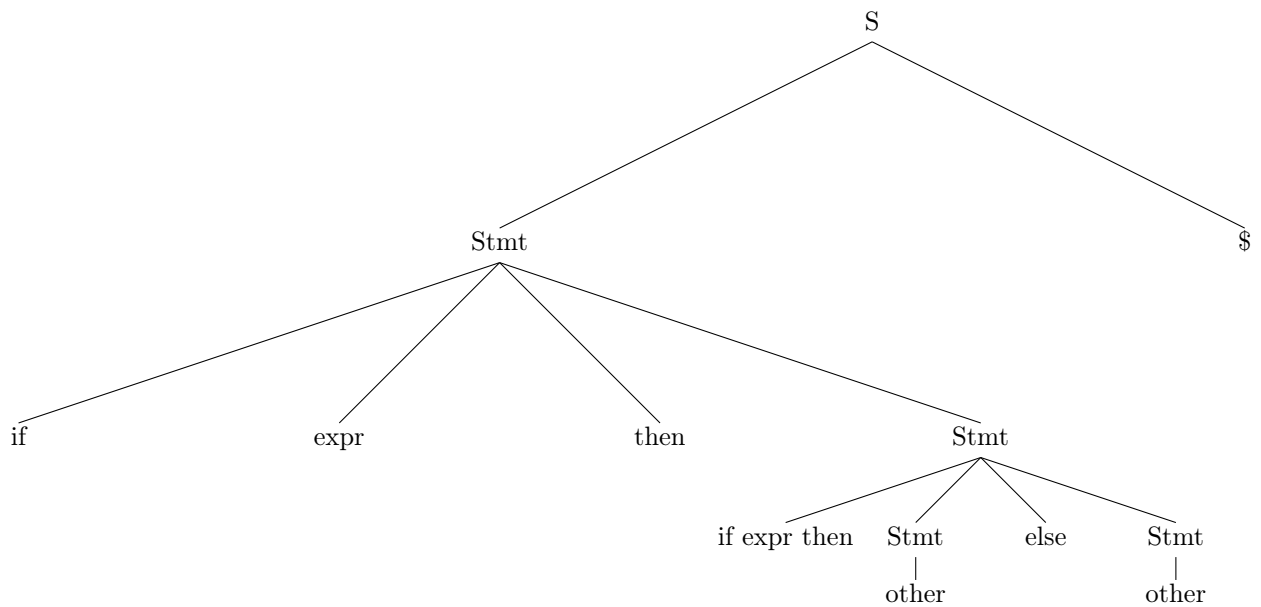 S
Stmt $
if expr then Stmt
if expr then Stmt else Stmt
other other